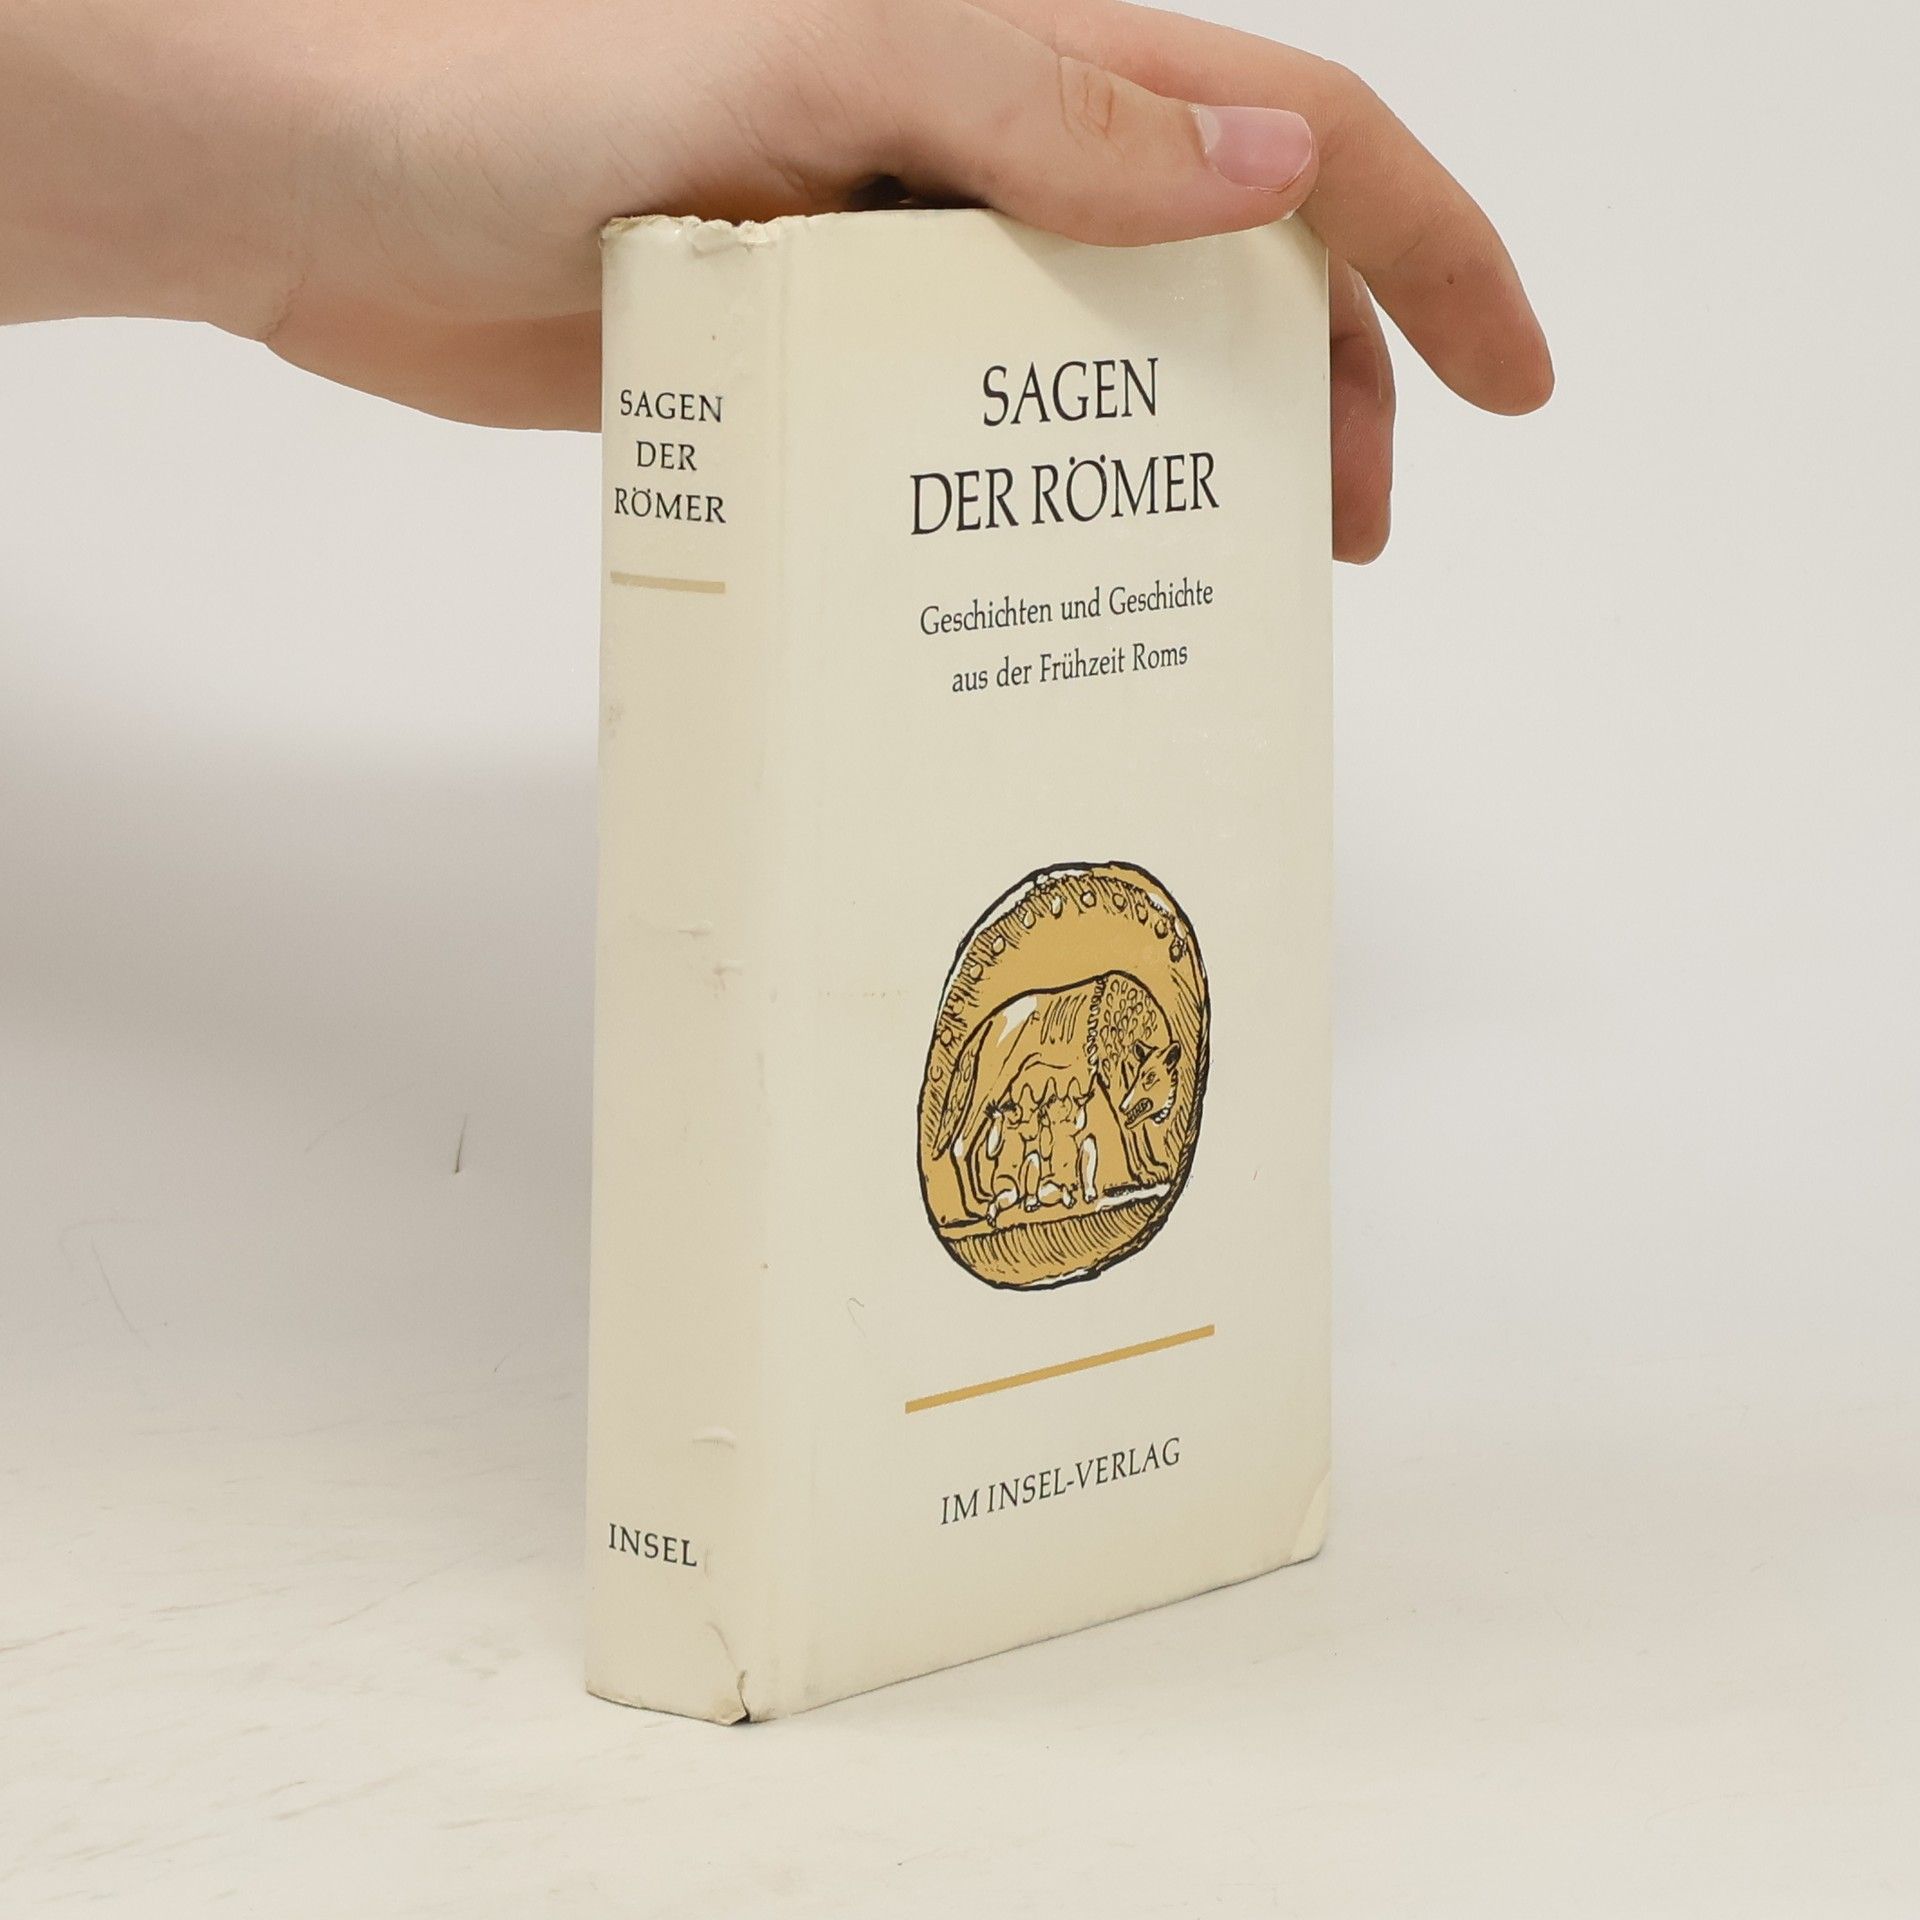 SAGEN
DER
RÖMER
INSEL
SAGEN
DER RÖMER
Geschichten und Geschichte
aus der Frühzeit Roms
IM INSEL-VERLAG